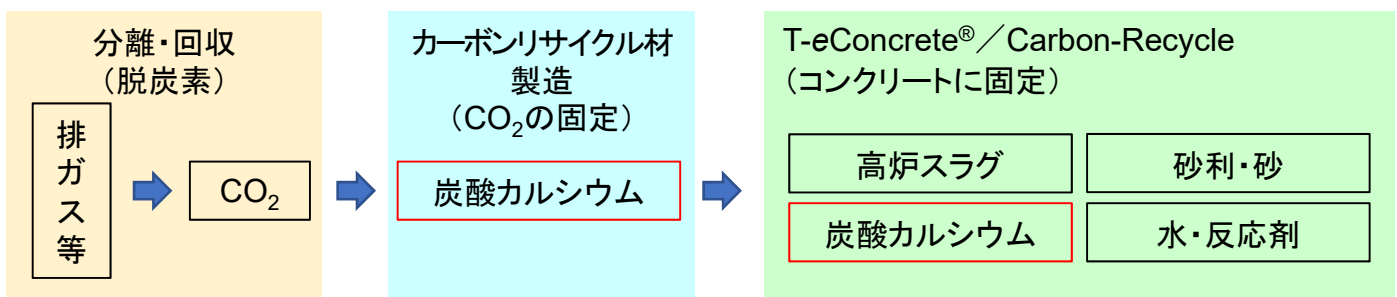 分離・回収
（脱炭素）
排ガス等
CO₂
カーボンリサイクル材
製造
（CO₂の固定）
炭酸カルシウム
T-eConcrete®／Carbon-Recycle
（コンクリートに固定）
高炉スラグ
砂利・砂
炭酸カルシウム
水・反応剤